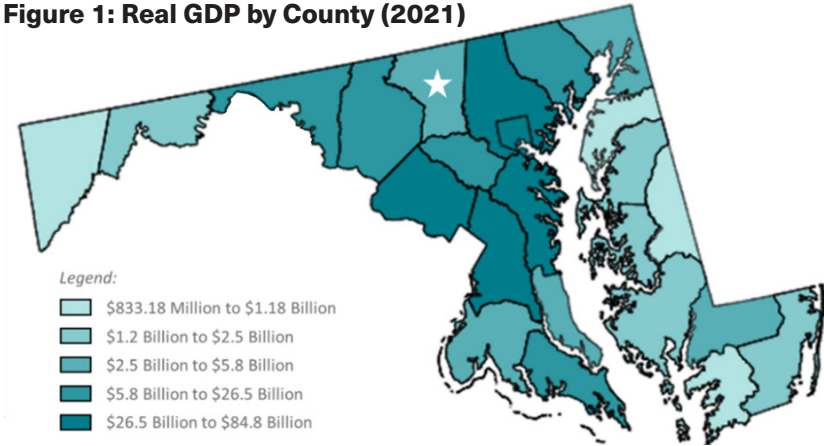 Figure 1: Real GDP by County (2021)
Legend:
$833.18 Million to $1.18 Billion
$1.2 Billion to $2.5 Billion
$2.5 Billion to $5.8 Billion
$5.8 Billion to $26.5 Billion
$26.5 Billion to $84.8 Billion